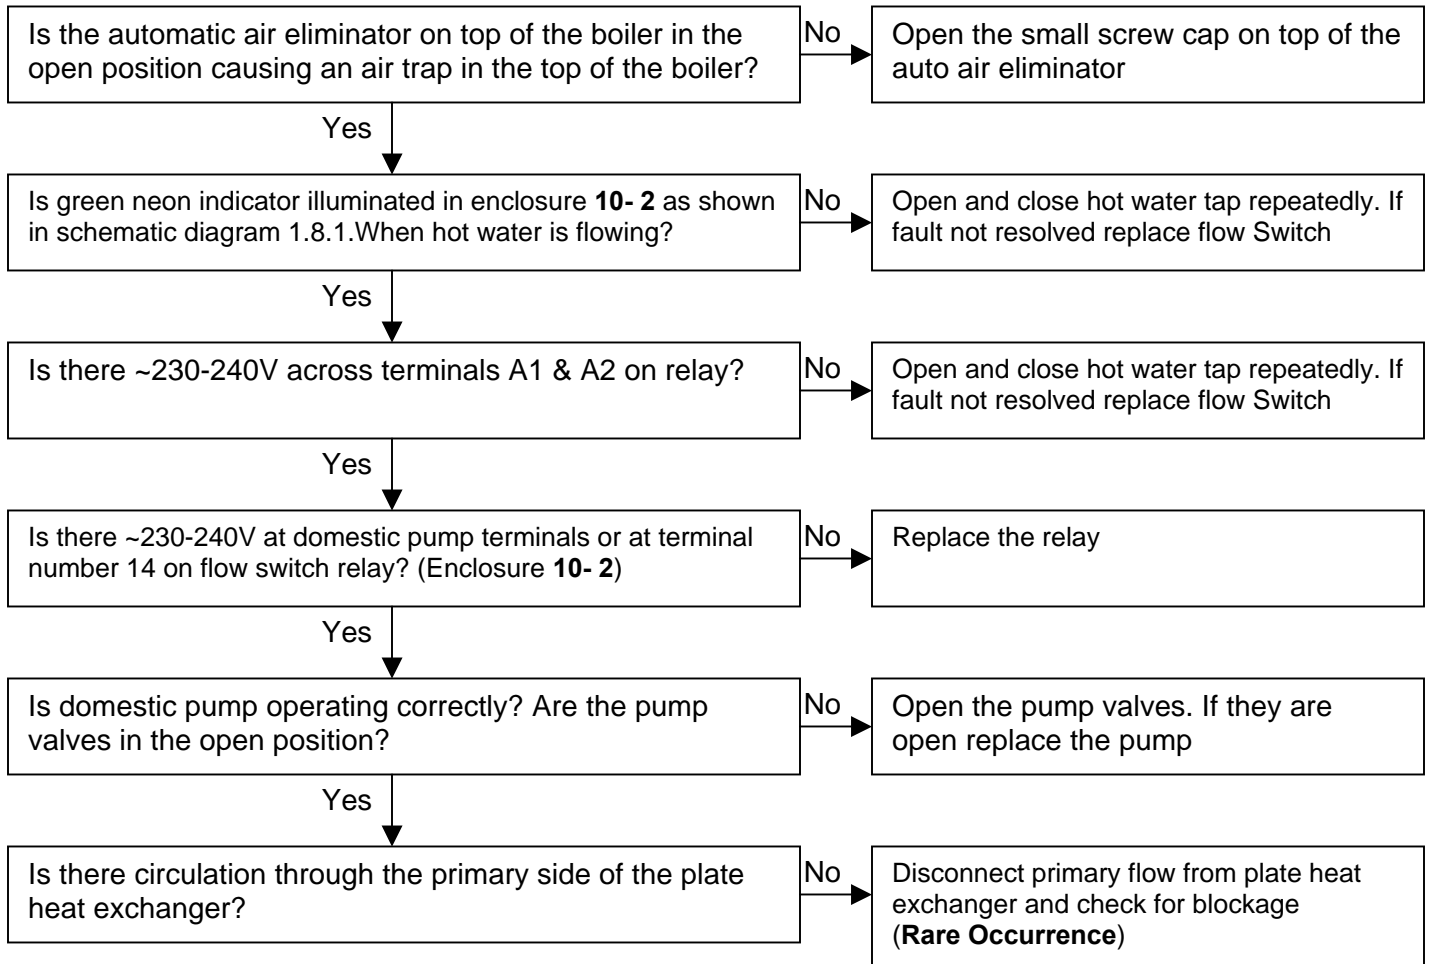 Is the automatic air eliminator on top of the boiler in the
open position causing an air trap in the top of the boiler?
No
Open the small screw cap on top of the
auto air eliminator
Yes
Is green neon indicator illuminated in enclosure 10- 2 as shown
in schematic diagram 1.8.1.When hot water is flowing?
No
Open and close hot water tap repeatedly. If
fault not resolved replace flow Switch
Yes
Is there ~230-240V across terminals A1 & A2 on relay?
No
Open and close hot water tap repeatedly. If
fault not resolved replace flow Switch
Yes
Is there ~230-240V at domestic pump terminals or at terminal
number 14 on flow switch relay? (Enclosure 10- 2)
No
Replace the relay
Yes
Is domestic pump operating correctly? Are the pump
valves in the open position?
No
Open the pump valves. If they are
open replace the pump
Yes
Is there circulation through the primary side of the plate
heat exchanger?
No
Disconnect primary flow from plate heat
exchanger and check for blockage
(Rare Occurrence)